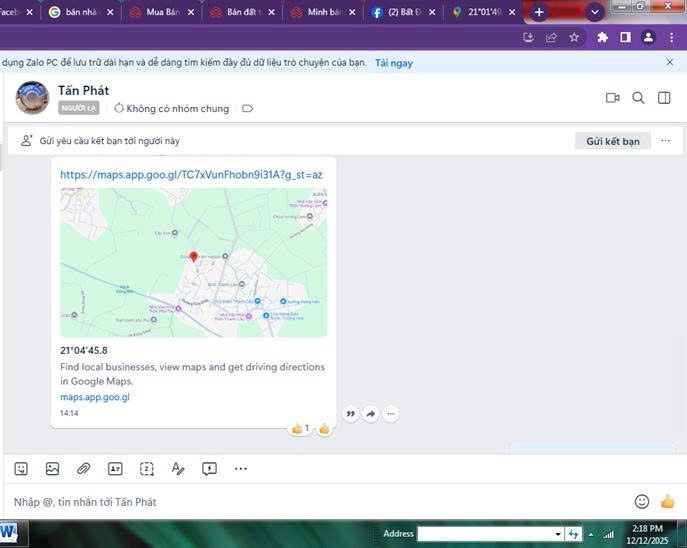 Faceb
bán nhà
Mua Bán
Bán đất t
Mình bán
(2) Bất Đ
21°01'49
dụng Zalo PC để lưu trữ dài hạn và dễ dàng tìm kiếm đầy đủ dữ liệu trò chuyện của bạn. Tải ngay
Tấn Phát
NGƯỜI LẠ Không có nhóm chung
Gửi yêu cầu kết bạn tới người này
Gửi kết bạn
https://maps.app.goo.gl/TC7xVunFhobn9i31A?g_st=az
21°04'45.8
Find local businesses, view maps and get driving directions
in Google Maps.
maps.app.goo.gl
14:14
1
Nhập @, tin nhắn tới Tấn Phát
Address
2:18 PM
12/12/2025